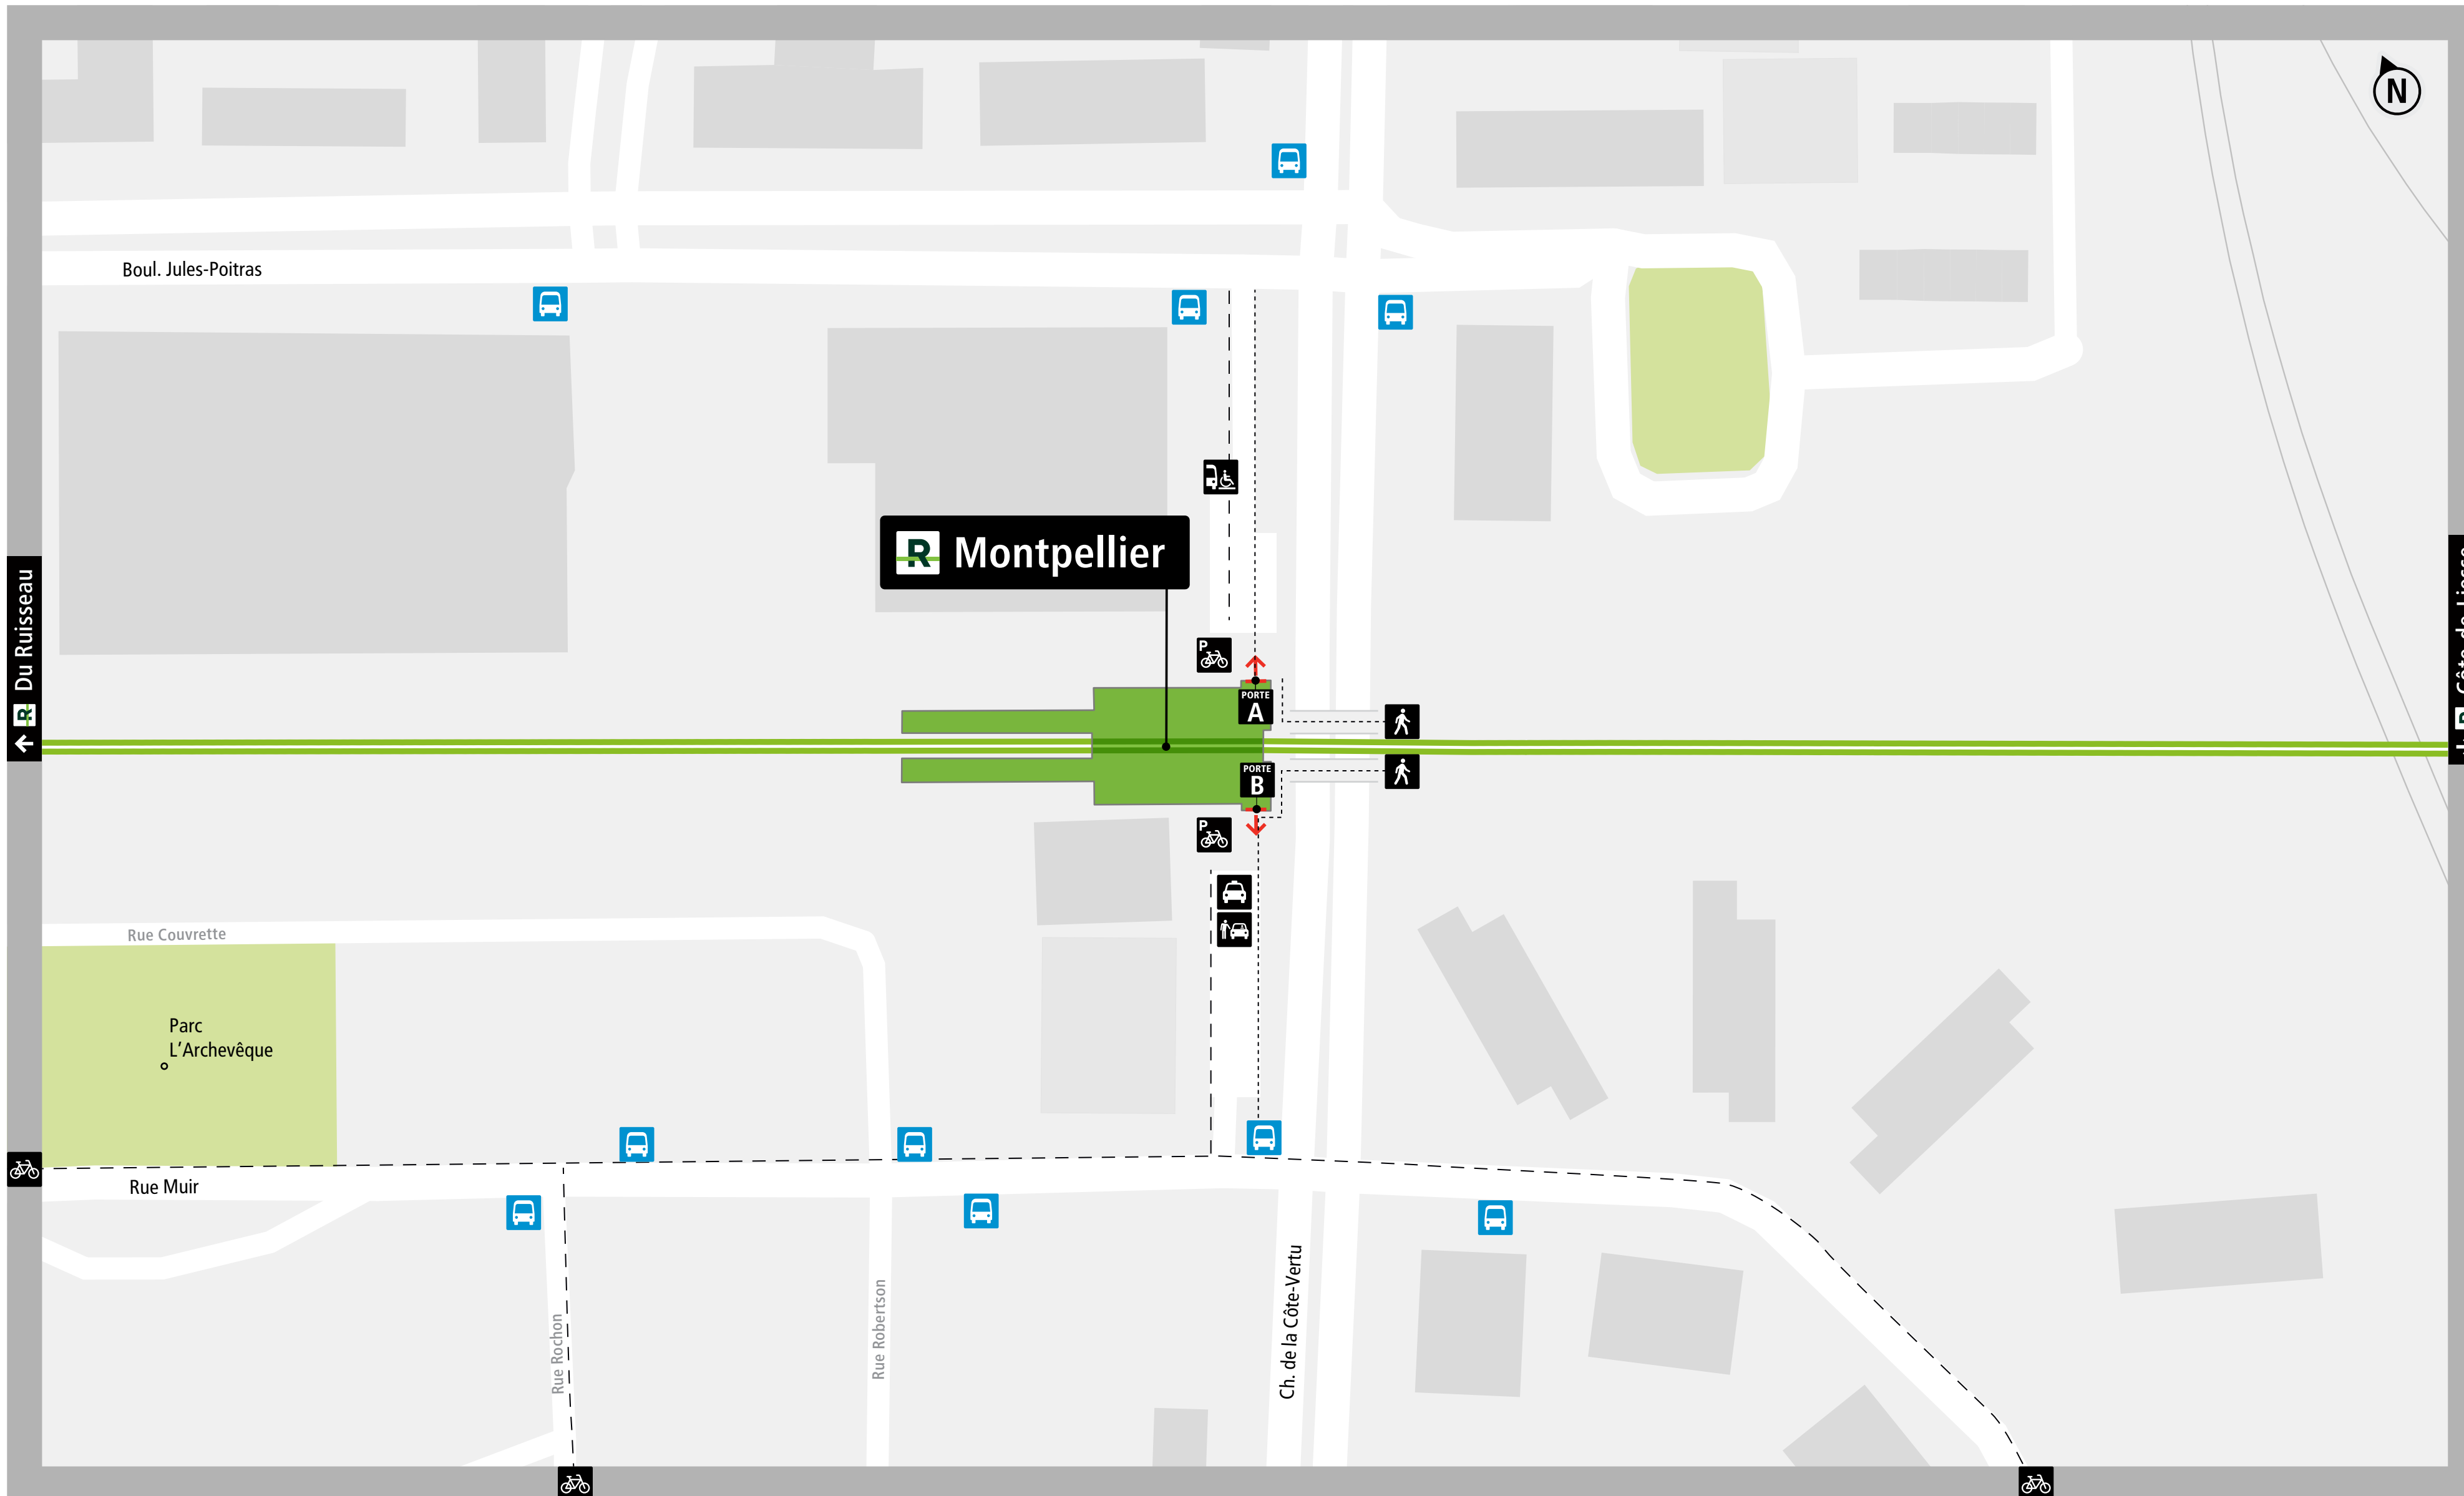 N
Boul. Jules-Poitras
R Montpellier
Du Ruisseau
R
P
PORTE
A
PORTE
B
P
Rue Couvrette
Parc
L'Archevêque
Rue Muir
Rue Rochon
Rue Robertson
Ch. de la Côte-Vertu